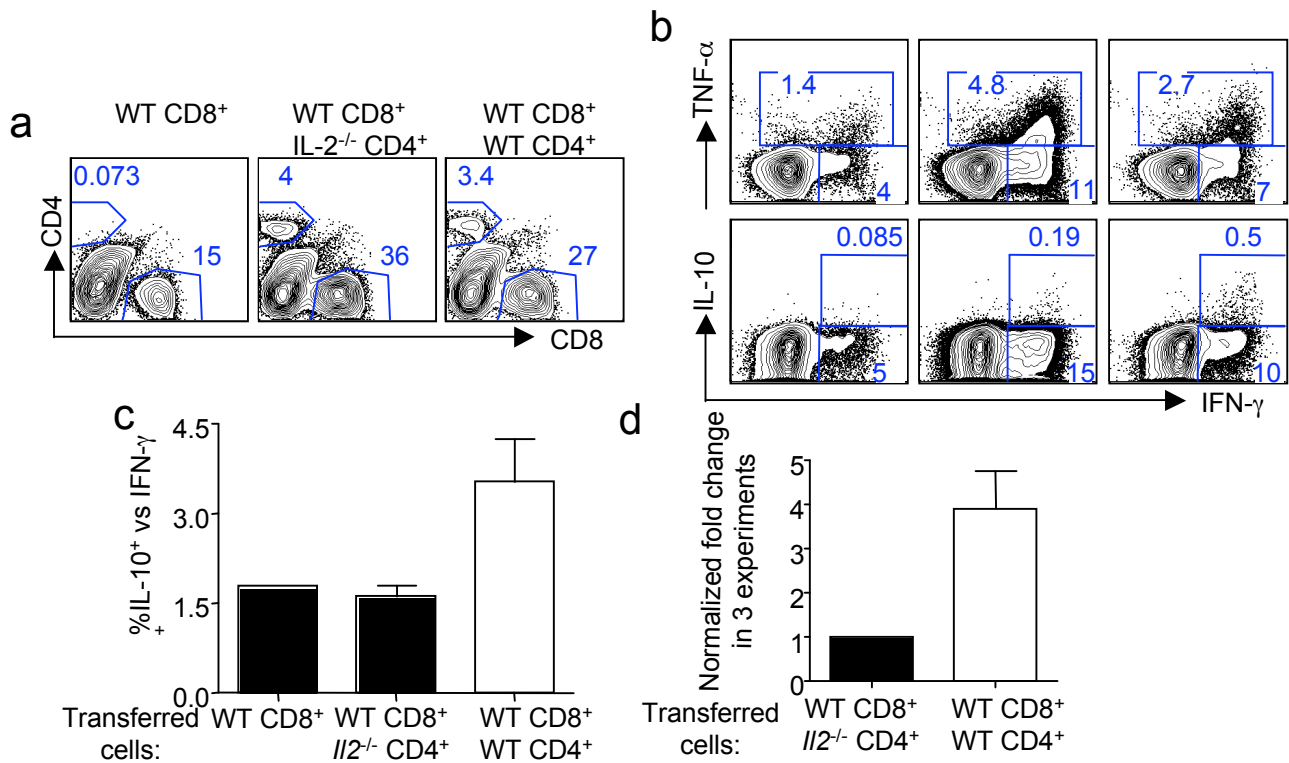 a
WT CD8⁺
WT CD8⁺
IL-2⁻/⁻ CD4⁺
WT CD8⁺
WT CD4⁺
CD4
0.073
15
4
36
3.4
27
CD8
b
TNF-α
1.4
4
4.8
11
2.7
7
IL-10
0.085
5
0.19
15
0.5
10
IFN-γ
c
%IL-10⁺ vs IFN-γ
+
4.5
3.0
1.5
0.0
Transferred
cells:
WT CD8⁺
WT CD8⁺
Il2⁻/⁻ CD4⁺
WT CD8⁺
WT CD4⁺
d
Normalized fold change
in 3 experiments
5
4
3
2
1
0
Transferred
cells:
WT CD8⁺
Il2⁻/⁻ CD4⁺
WT CD8⁺
WT CD4⁺